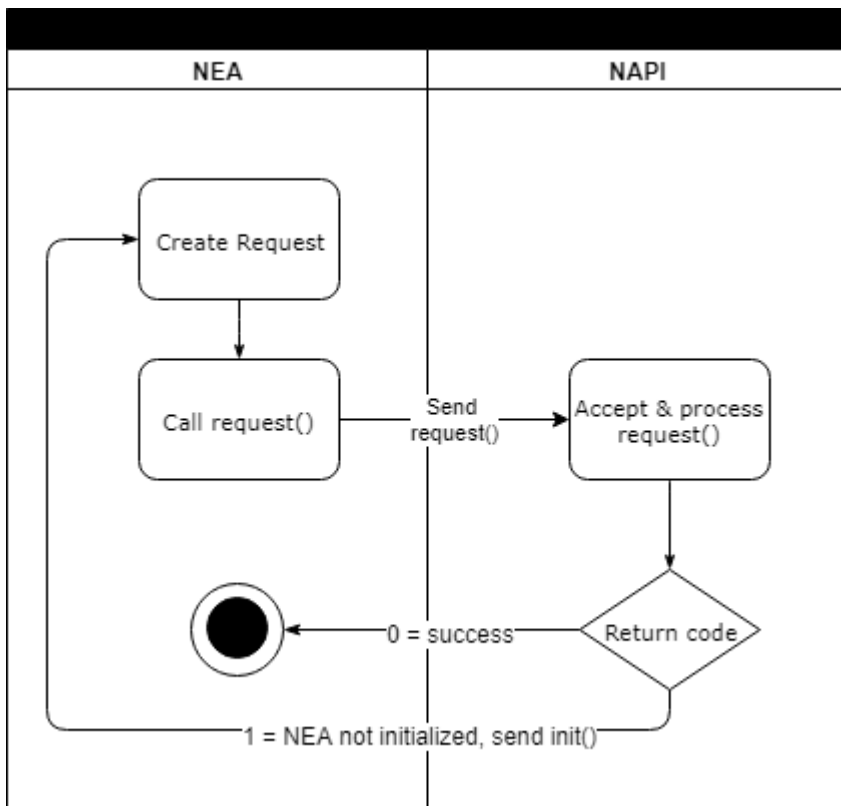 NEA
NAPI
Create Request
Call request()
Send
request()
Accept & process
request()
Return code
0 = success
1 = NEA not initialized, send init()